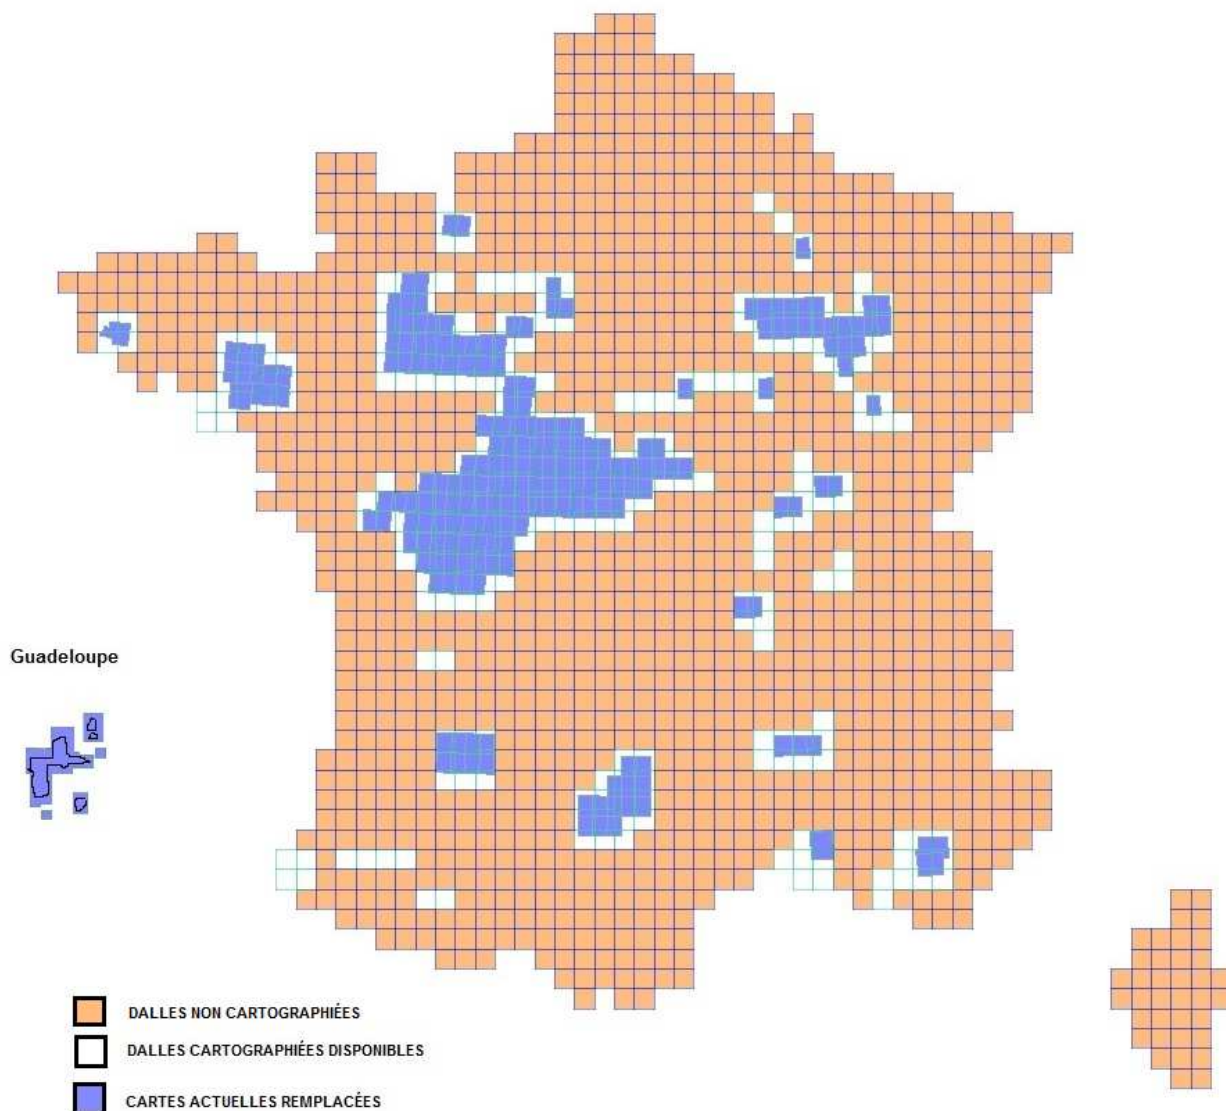 Guadeloupe
DALLES NON CARTOGRAPHIÉES
DALLES CARTOGRAPHIÉES DISPONIBLES
CARTES ACTUELLES REMPLACÉES